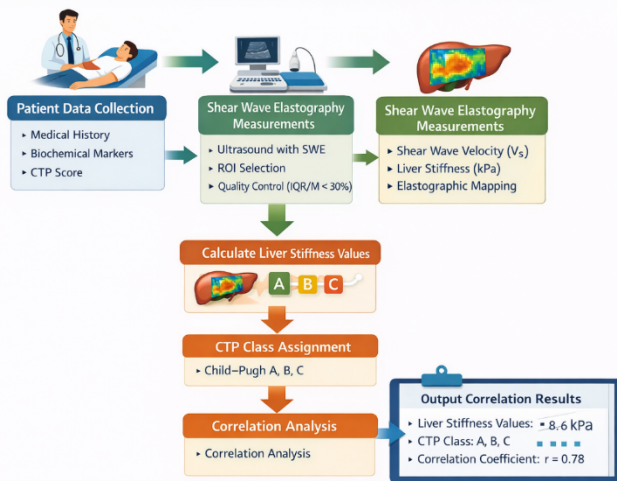 Patient Data Collection
▸ Medical History
▸ Biochemical Markers
▸ CTP Score
Shear Wave Elastography
Measurements
▸ Ultrasound with SWE
▸ ROI Selection
▸ Quality Control (IQR/M < 30%)
Shear Wave Elastography
Measurements
▸ Shear Wave Velocity (Vs)
▸ Liver Stiffness (kPa)
▸ Elastographic Mapping
Calculate Liver Stiffness Values
A B C
CTP Class Assignment
▸ Child–Pugh A, B, C
Correlation Analysis
▸ Correlation Analysis
Output Correlation Results
▸ Liver Stiffness Values: 8.6 kPa
▸ CTP Class: A, B, C
▸ Correlation Coefficient: r = 0.78